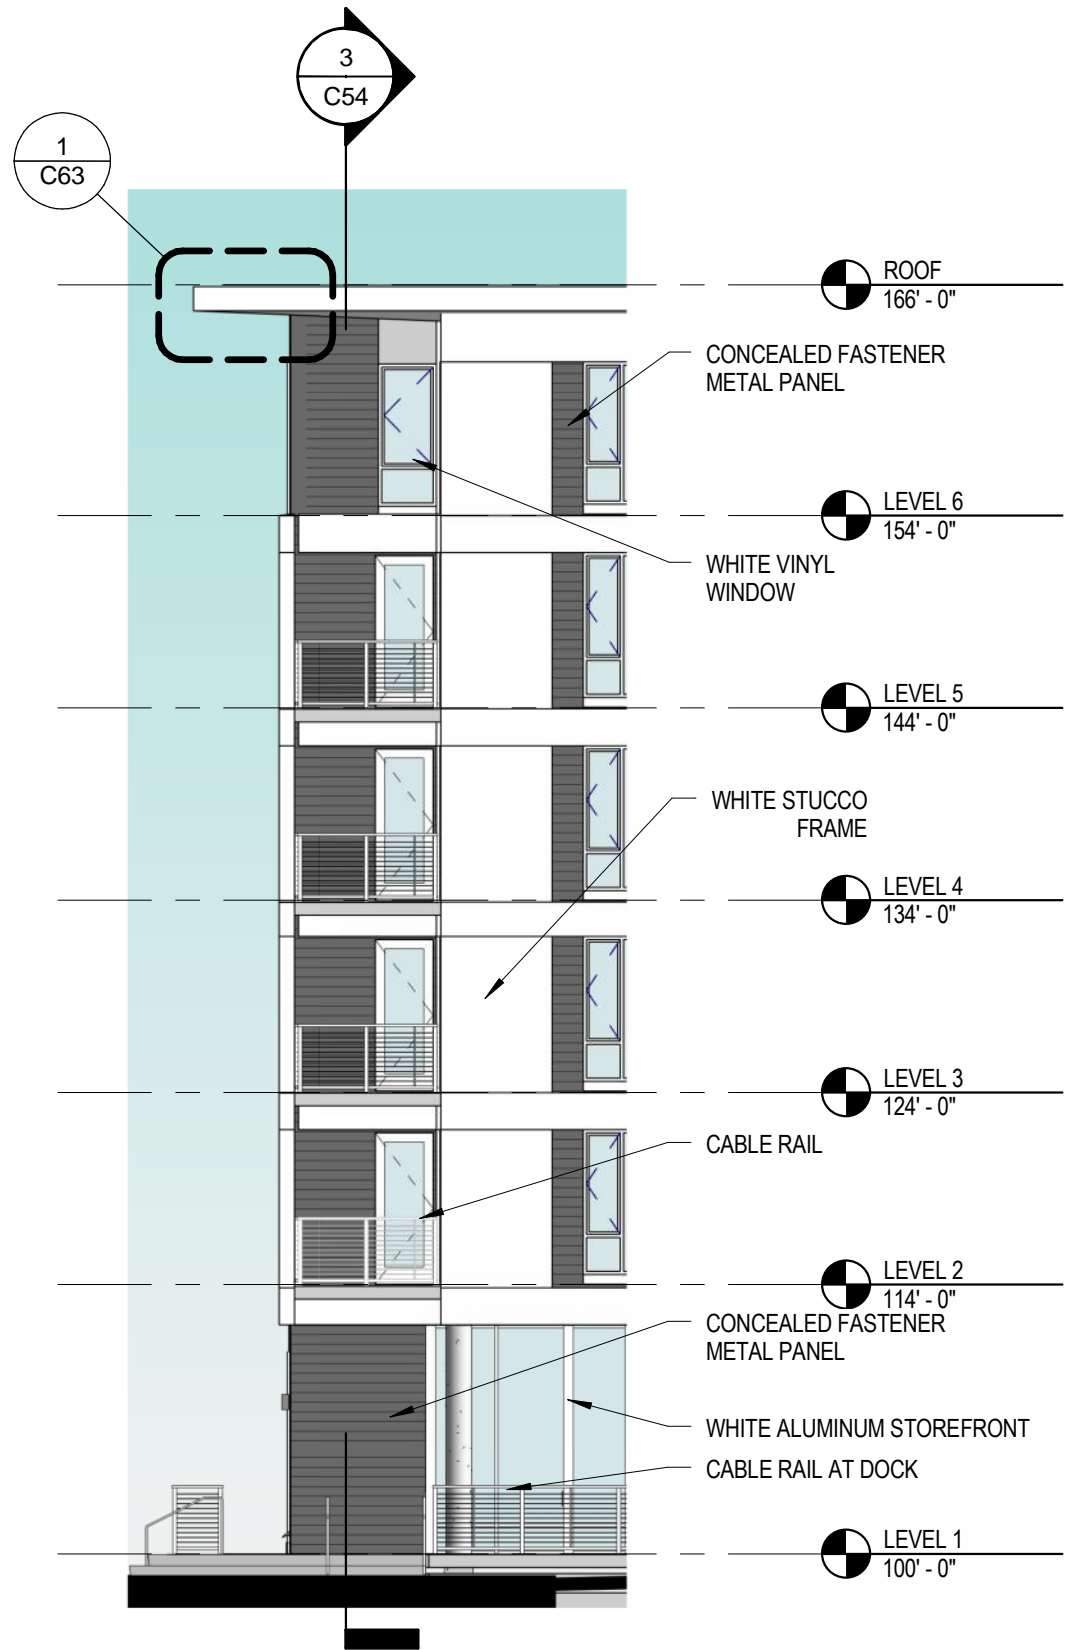 3
C54
1
C63
ROOF
166' - 0"
CONCEALED FASTENER
METAL PANEL
LEVEL 6
154' - 0"
WHITE VINYL
WINDOW
LEVEL 5
144' - 0"
WHITE STUCCO
FRAME
LEVEL 4
134' - 0"
LEVEL 3
124' - 0"
CABLE RAIL
LEVEL 2
114' - 0"
CONCEALED FASTENER
METAL PANEL
WHITE ALUMINUM STOREFRONT
CABLE RAIL AT DOCK
LEVEL 1
100' - 0"